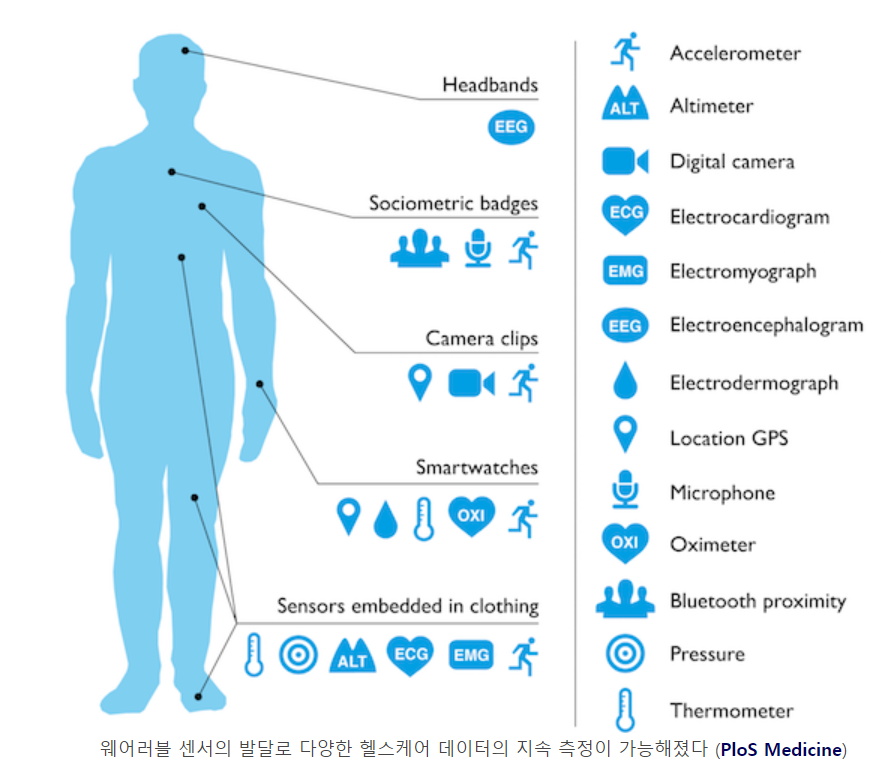 Headbands
EEG
Sociometric badges
Camera clips
Smartwatches
OXI
Sensors embedded in clothing
ALT ECG EMG
Accelerometer
ALT Altimeter
Digital camera
ECG Electrocardiogram
EMG Electromyograph
EEG Electroencephalogram
Electrodermograph
Location GPS
Microphone
OXI Oximeter
Bluetooth proximity
Pressure
Thermometer
웨어러블 센서의 발달로 다양한 헬스케어 데이터의 지속 측정이 가능해졌다 (PloS Medicine)